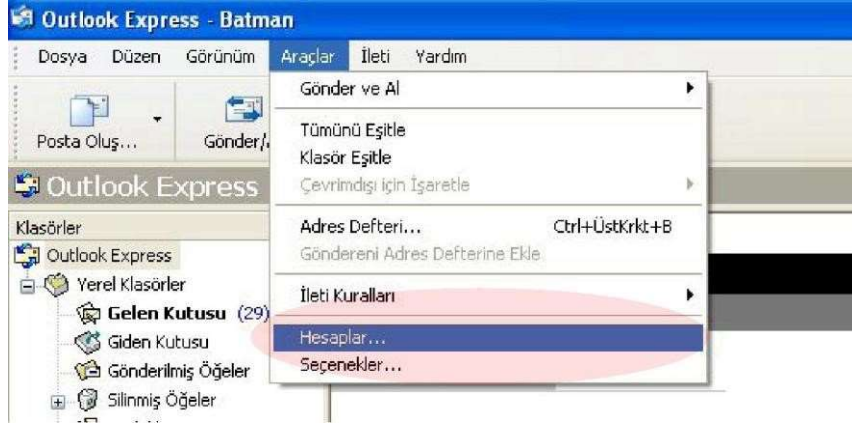 Outlook Express - Batman
Dosya Düzen Görünüm Araçlar İleti Yardım
Posta Oluş... Gönder/
Outlook Express
Klasörler
Outlook Express
Yerel Klasörler
Gelen Kutusu (29)
Giden Kutusu
Gönderilmiş Öğeler
Silinmiş Öğeler
Gönder ve Al
Tümünü Eşitle
Klasör Eşitle
Çevrimdışı için İşaretle
Adres Defteri... Ctrl+ÜstKrkt+B
Göndereni Adres Defterine Ekle
İleti Kuralları
Hesaplar...
Seçenekler...